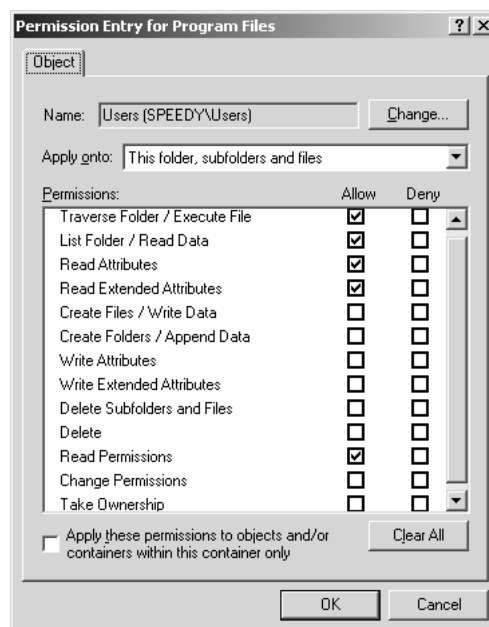 Permission Entry for Program Files
Object
Name: Users (SPEEDY\Users) Change...
Apply onto: This folder, subfolders and files
Permissions: Allow Deny
Traverse Folder / Execute File
List Folder / Read Data
Read Attributes
Read Extended Attributes
Create Files / Write Data
Create Folders / Append Data
Write Attributes
Write Extended Attributes
Delete Subfolders and Files
Delete
Read Permissions
Change Permissions
Take Ownership
Apply these permissions to objects and/or Clear All
containers within this container only
OK Cancel